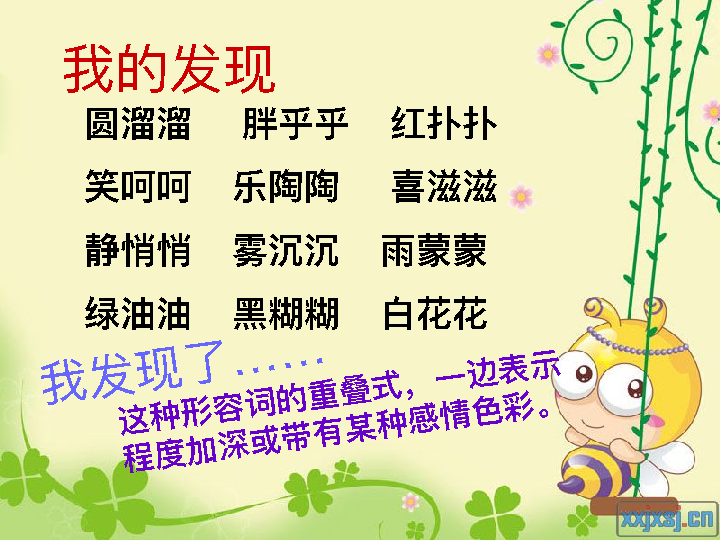 我的发现
圆溜溜 胖乎乎 红扑扑
笑呵呵 乐陶陶 喜滋滋
静悄悄 雾沉沉 雨蒙蒙
绿油油 黑糊糊 白花花
我发现了……
这种形容词的重叠式，一边表示
程度加深或带有某种感情色彩。
xxjxsj.cn